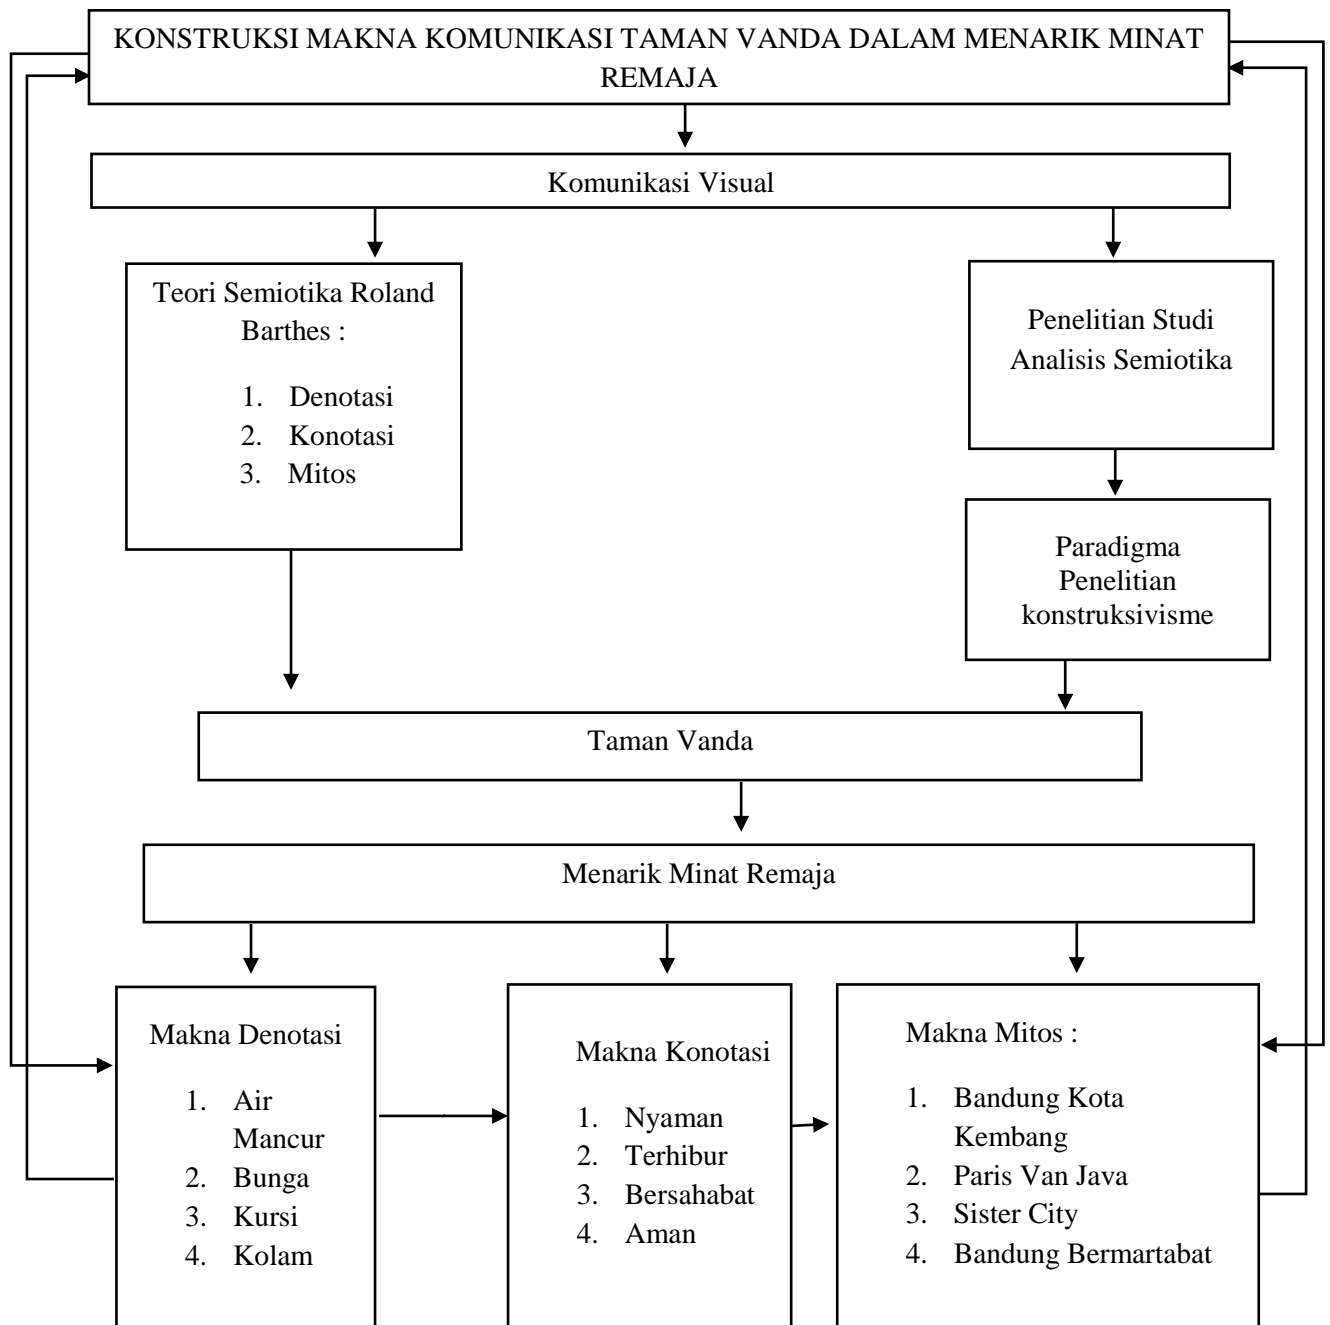 KONSTRUKSI MAKNA KOMUNIKASI TAMAN VANDA DALAM MENARIK MINAT
REMAJA
Komunikasi Visual
Teori Semiotika Roland
Barthes :
1. Denotasi
2. Konotasi
3. Mitos
Penelitian Studi
Analisis Semiotika
Paradigma
Penelitian
konstruksivisme
Taman Vanda
Menarik Minat Remaja
Makna Denotasi
1. Air
Mancur
2. Bunga
3. Kursi
4. Kolam
Makna Konotasi
1. Nyaman
2. Terhibur
3. Bersahabat
4. Aman
Makna Mitos :
1. Bandung Kota
Kembang
2. Paris Van Java
3. Sister City
4. Bandung Bermartabat